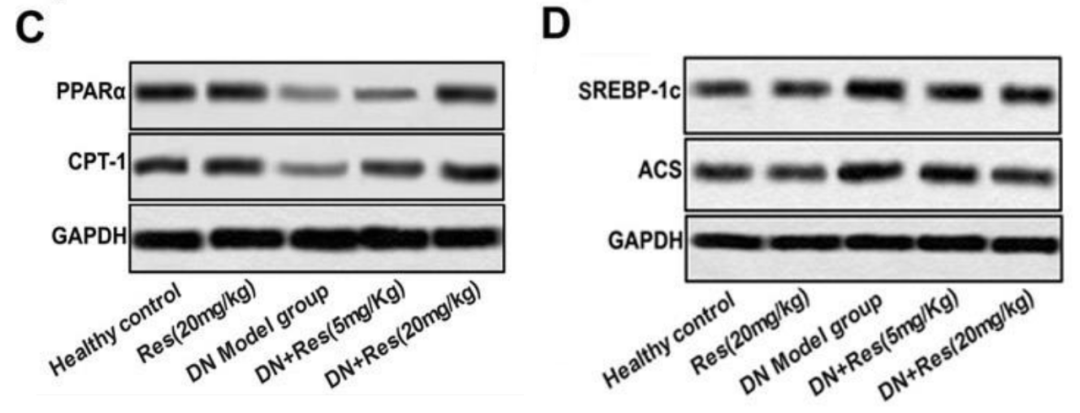 C
PPARα
CPT-1
GAPDH
Healthy control
Res(20mg/kg)
DN Model group
DN+Res(5mg/Kg)
DN+Res(20mg/kg)
D
SREBP-1c
ACS
GAPDH
Healthy control
Res(20mg/kg)
DN Model group
DN+Res(5mg/Kg)
DN+Res(20mg/kg)